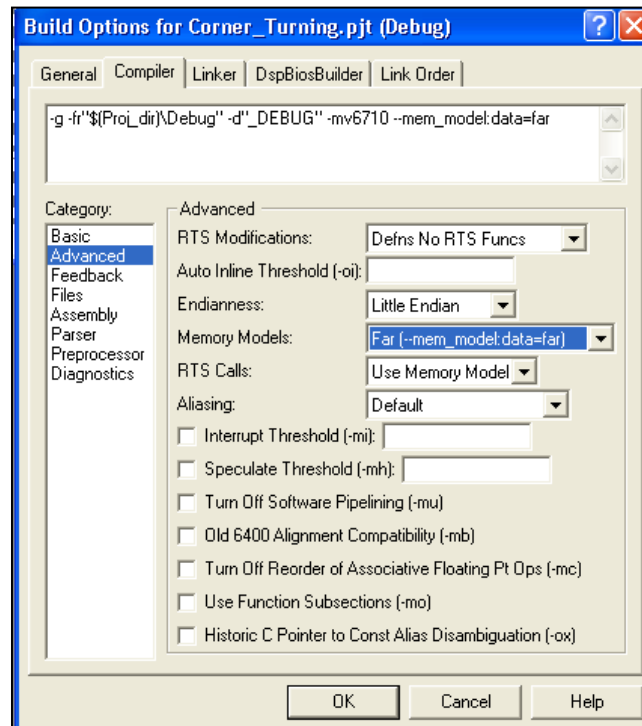 Build Options for Corner_Turning.pjt (Debug)
General Compiler Linker DspBiosBuilder Link Order
-g -fr"$(Proj_dir)\Debug" -d"_DEBUG" -mv6710 --mem_model:data=far
Category:
Basic
Advanced
Feedback
Files
Assembly
Parser
Preprocessor
Diagnostics
Advanced
RTS Modifications: Defns No RTS Funcs
Auto Inline Threshold (-oi):
Endianness: Little Endian
Memory Models: Far (--mem_model:data=far)
RTS Calls: Use Memory Model
Aliasing: Default
Interrupt Threshold (-mi):
Speculate Threshold (-mh):
Turn Off Software Pipelining (-mu)
Old 6400 Alignment Compatibility (-mb)
Turn Off Reorder of Associative Floating Pt Ops (-mc)
Use Function Subsections (-mo)
Historic C Pointer to Const Alias Disambiguation (-ox)
OK Cancel Help